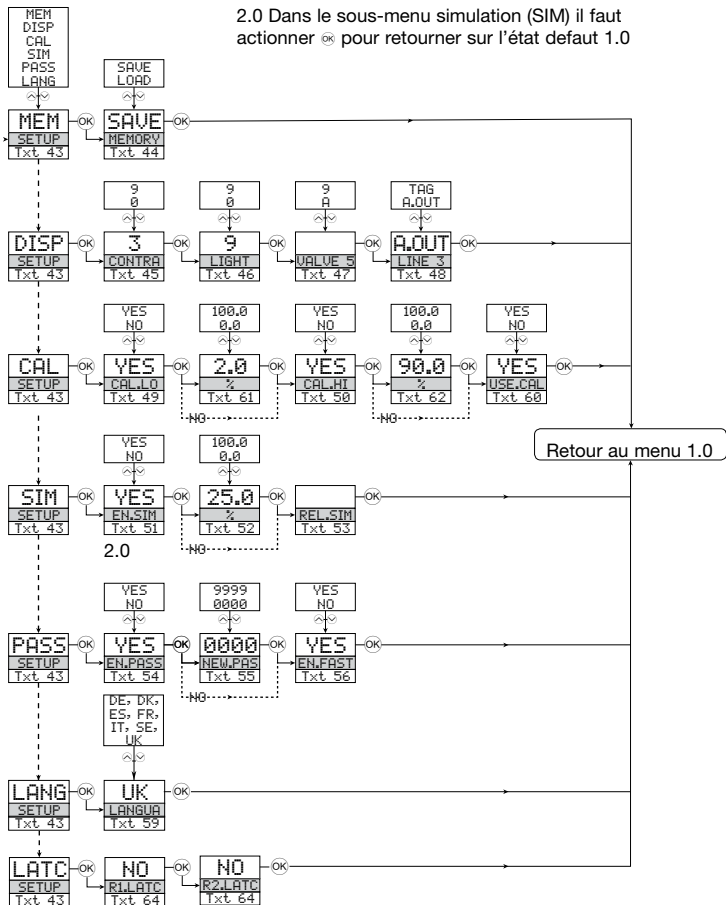 2.0 Dans le sous-menu simulation (SIM) il faut
actionner OK pour retourner sur l'état defaut 1.0
MEM
DISP
CAL
SIM
PASS
LANG
SAVE
LOAD
MEM OK SAVE OK
SETUP MEMORY
Txt 43 Txt 44
9 9 9 TAG
0 0 A A.OUT
DISP OK 3 OK 9 OK OK A.OUT OK
SETUP CONTRA LIGHT VALVE 5 LINE 3
Txt 43 Txt 45 Txt 46 Txt 47 Txt 48
YES 100.0 YES 100.0 YES
NO 0.0 NO 0.0 NO
CAL OK YES OK 2.0 OK YES OK 90.0 OK YES OK
SETUP CAL.LO % CAL.HI % USE.CAL
Txt 43 Txt 49 Txt 61 Txt 50 Txt 62 Txt 60
NO NO
Retour au menu 1.0
YES 100.0
NO 0.0
SIM OK YES OK 25.0 OK OK
SETUP EN.SIM % REL.SIM
Txt 43 Txt 51 Txt 52 Txt 53
2.0 NO
YES 9999 YES
NO 0000 NO
PASS OK YES OK 0000 OK YES OK
SETUP EN.PASS NEW.PAS EN.FAST
Txt 43 Txt 54 Txt 55 Txt 56
NO
DE, DK,
ES, FR,
IT, SE,
UK
LANG OK UK OK
SETUP LANGUA
Txt 43 Txt 59
LATC OK NO OK NO OK
SETUP R1.LATC R2.LATC
Txt 43 Txt 64 Txt 64